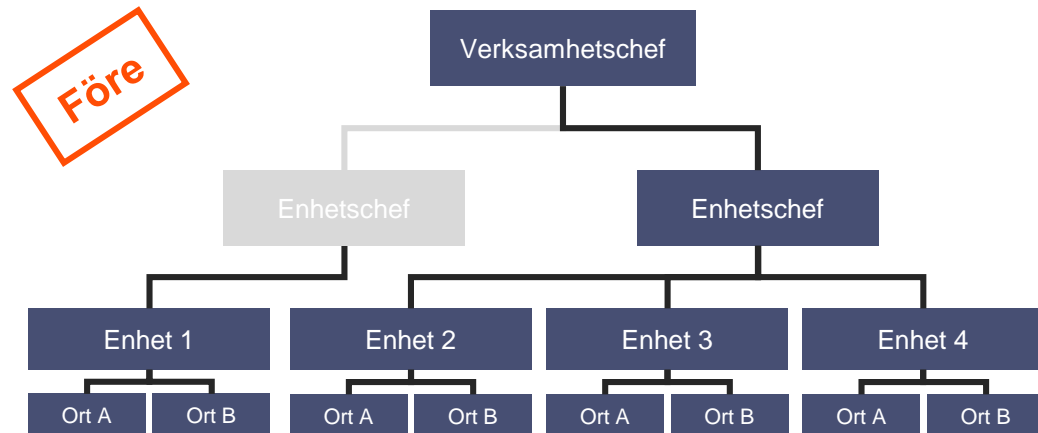 Före
Verksamhetschef
Enhetschef
Enhetschef
Enhet 1
Enhet 2
Enhet 3
Enhet 4
Ort A
Ort B
Ort A
Ort B
Ort A
Ort B
Ort A
Ort B